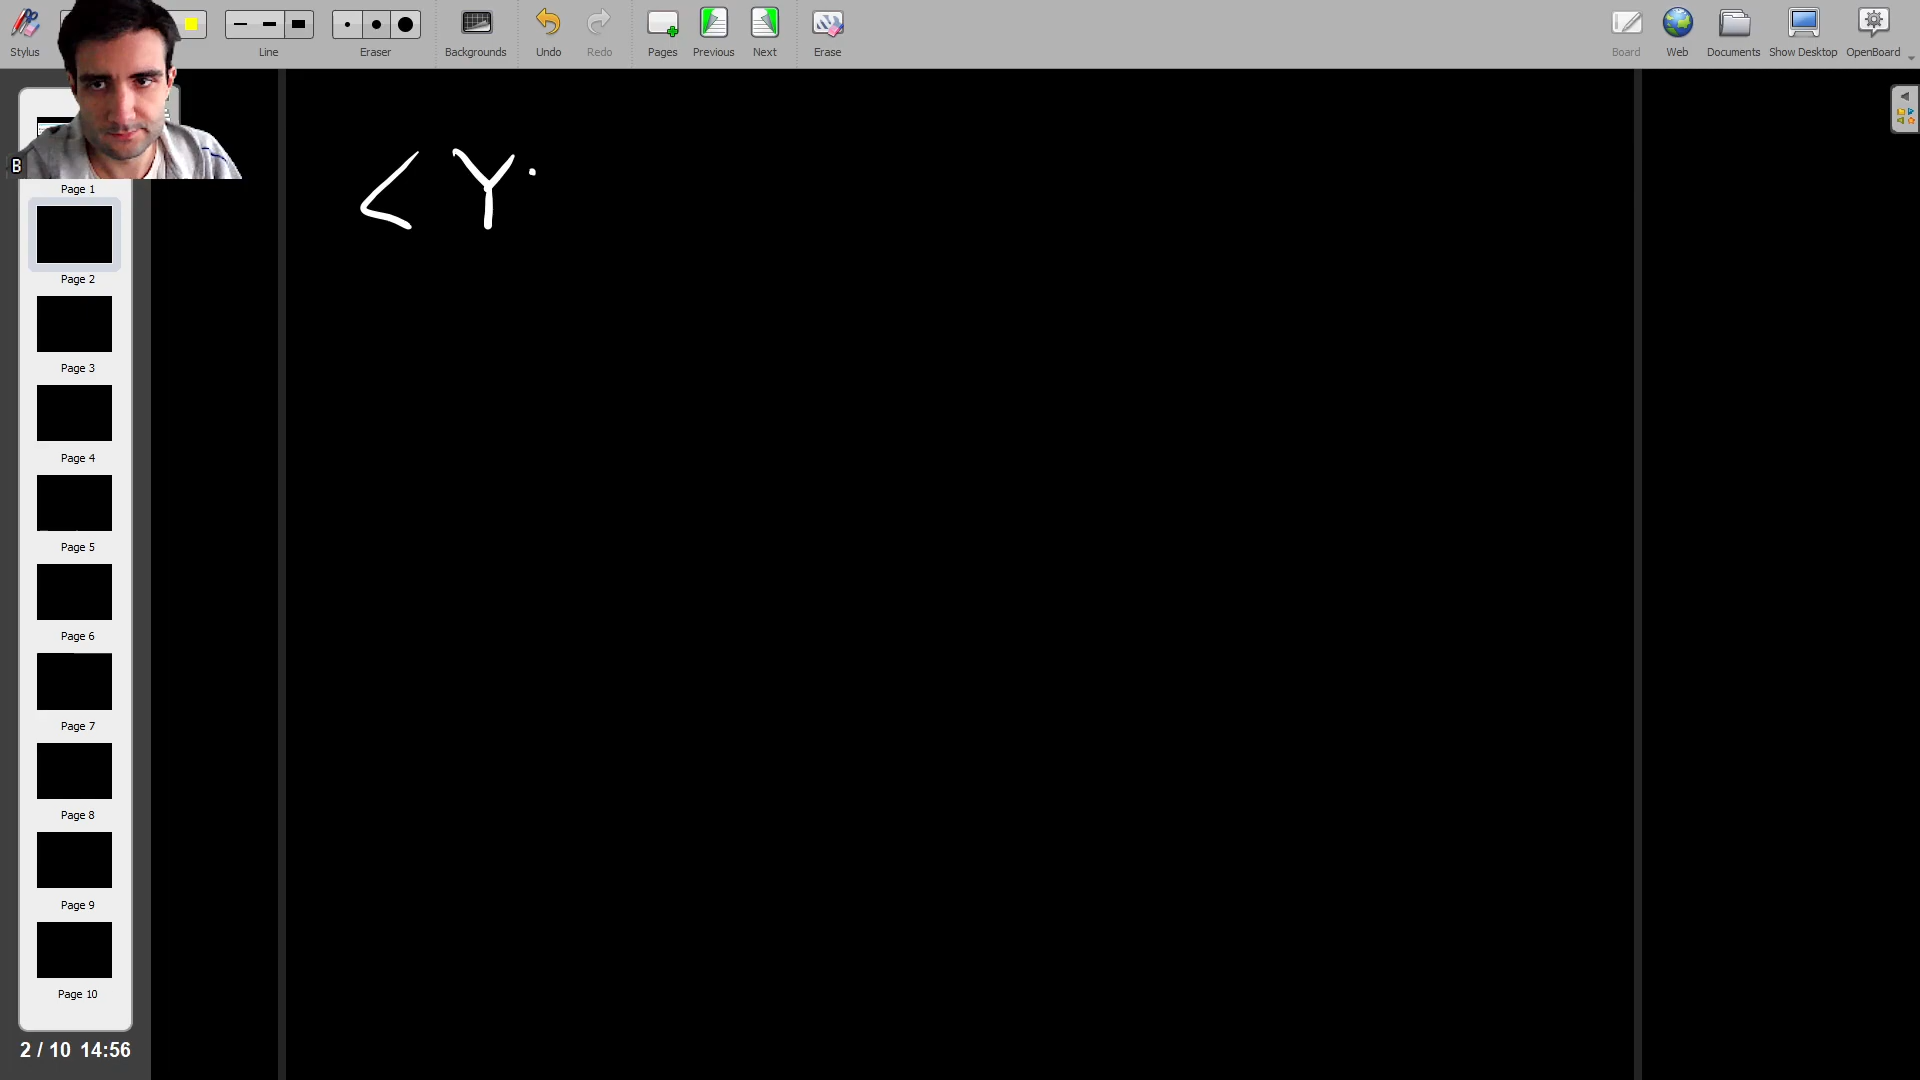 Stylus
Line
Eraser
Backgrounds
Undo
Redo
Pages
Previous
Next
Erase
Board
Web
Documents
Show Desktop
OpenBoard
B
< Y.
Page 1
Page 2
Page 3
Page 4
Page 5
Page 6
Page 7
Page 8
Page 9
Page 10
2 / 10 14:56